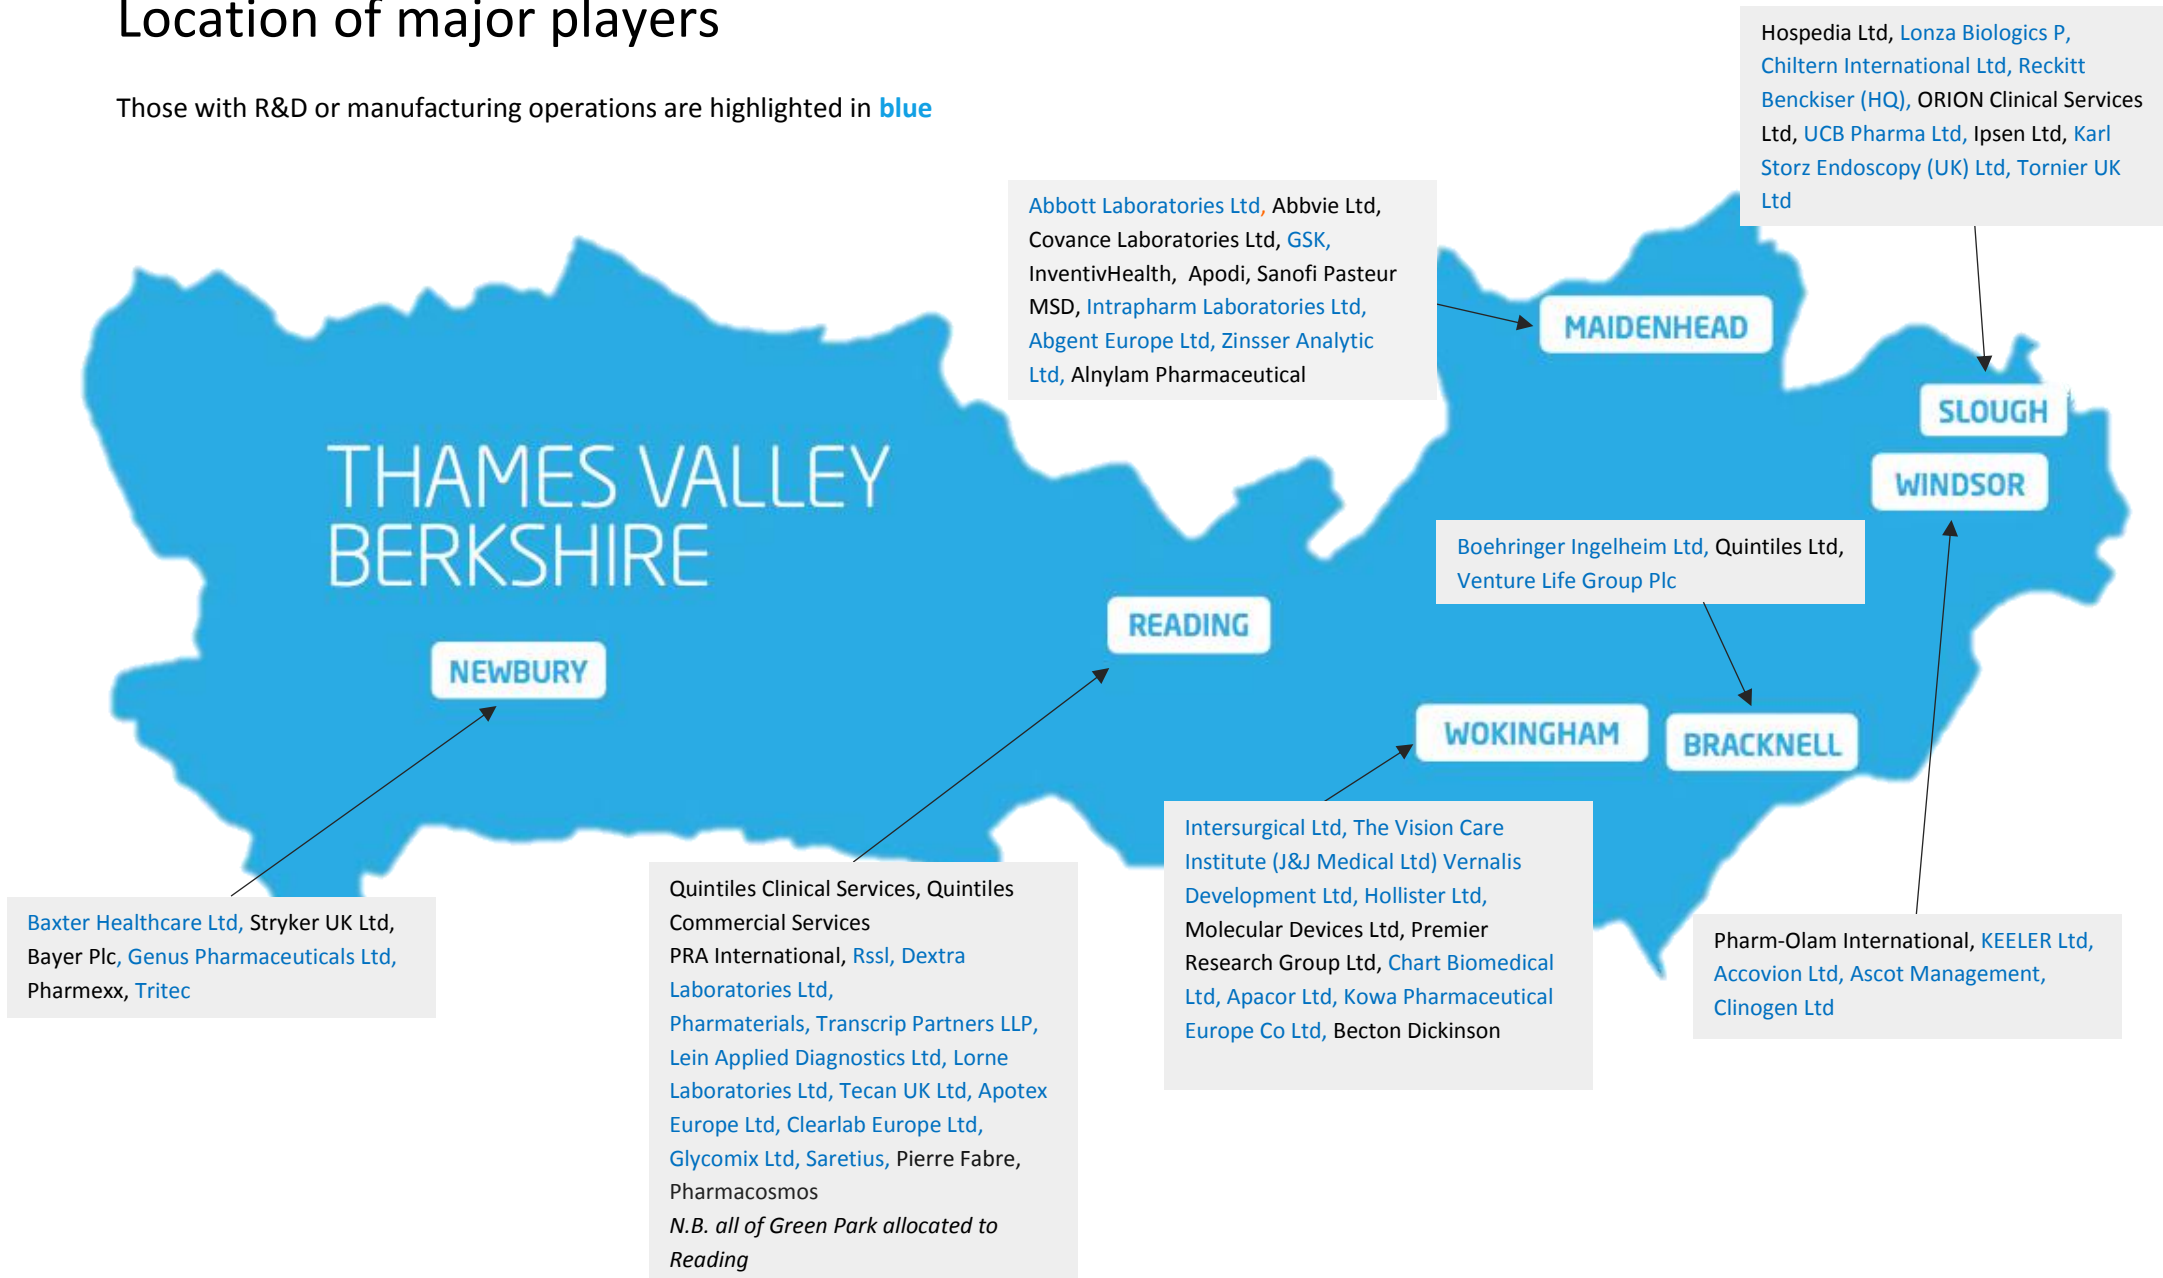 Location of major players
Those with R&D or manufacturing operations are highlighted in blue
Hospedia Ltd, Lonza Biologics P,
Chiltern International Ltd, Reckitt
Benckiser (HQ), ORION Clinical Services
Ltd, UCB Pharma Ltd, Ipsen Ltd, Karl
Storz Endoscopy (UK) Ltd, Tornier UK
Ltd
Abbott Laboratories Ltd, Abbvie Ltd,
Covance Laboratories Ltd, GSK,
InventivHealth, Apodi, Sanofi Pasteur
MSD, Intrapharm Laboratories Ltd,
Abgent Europe Ltd, Zinsser Analytic
Ltd, Alnylam Pharmaceutical
MAIDENHEAD
SLOUGH
WINDSOR
THAMES VALLEY
BERKSHIRE
Boehringer Ingelheim Ltd, Quintiles Ltd,
Venture Life Group Plc
READING
NEWBURY
WOKINGHAM
BRACKNELL
Baxter Healthcare Ltd, Stryker UK Ltd,
Bayer Plc, Genus Pharmaceuticals Ltd,
Pharmexx, Tritec
Quintiles Clinical Services, Quintiles
Commercial Services
PRA International, Rssl, Dextra
Laboratories Ltd,
Pharmaterials, Transcrip Partners LLP,
Lein Applied Diagnostics Ltd, Lorne
Laboratories Ltd, Tecan UK Ltd, Apotex
Europe Ltd, Clearlab Europe Ltd,
Glycomix Ltd, Saretius, Pierre Fabre,
Pharmacosmos
N.B. all of Green Park allocated to
Reading
Intersurgical Ltd, The Vision Care
Institute (J&J Medical Ltd) Vernalis
Development Ltd, Hollister Ltd,
Molecular Devices Ltd, Premier
Research Group Ltd, Chart Biomedical
Ltd, Apacor Ltd, Kowa Pharmaceutical
Europe Co Ltd, Becton Dickinson
Pharm-Olam International, KEELER Ltd,
Accovion Ltd, Ascot Management,
Clinogen Ltd